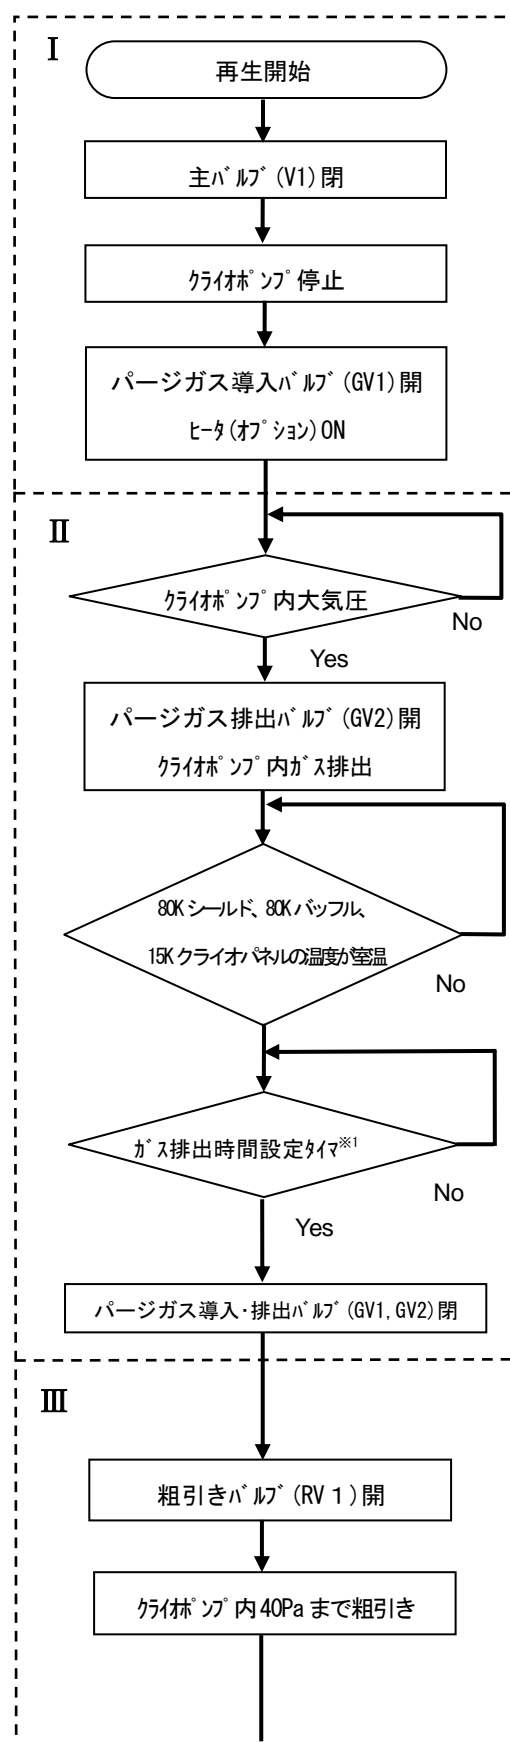 Ⅰ
再生開始
主ﾊﾞﾙﾌﾞ(V1)閉
ｸﾗｲｵﾎﾟﾝﾌﾟ停止
パージガス導入ﾊﾞﾙﾌﾞ(GV1)開
ﾋｰﾀ(ｵﾌﾟｼｮﾝ)ON
Ⅱ
ｸﾗｲｵﾎﾟﾝﾌﾟ内大気圧
No
Yes
パージガス排出ﾊﾞﾙﾌﾞ(GV2)開
ｸﾗｲｵﾎﾟﾝﾌﾟ内ｶﾞｽ排出
80Kシールド、80Kバッフル、
15Kクライオパネルの温度が室温
No
ｶﾞｽ排出時間設定ﾀｲﾏ※1
No
Yes
パージガス導入･排出ﾊﾞﾙﾌﾞ(GV1,GV2)閉
Ⅲ
粗引きﾊﾞﾙﾌﾞ(RV１)開
ｸﾗｲｵﾎﾟﾝﾌﾟ内40Paまで粗引き